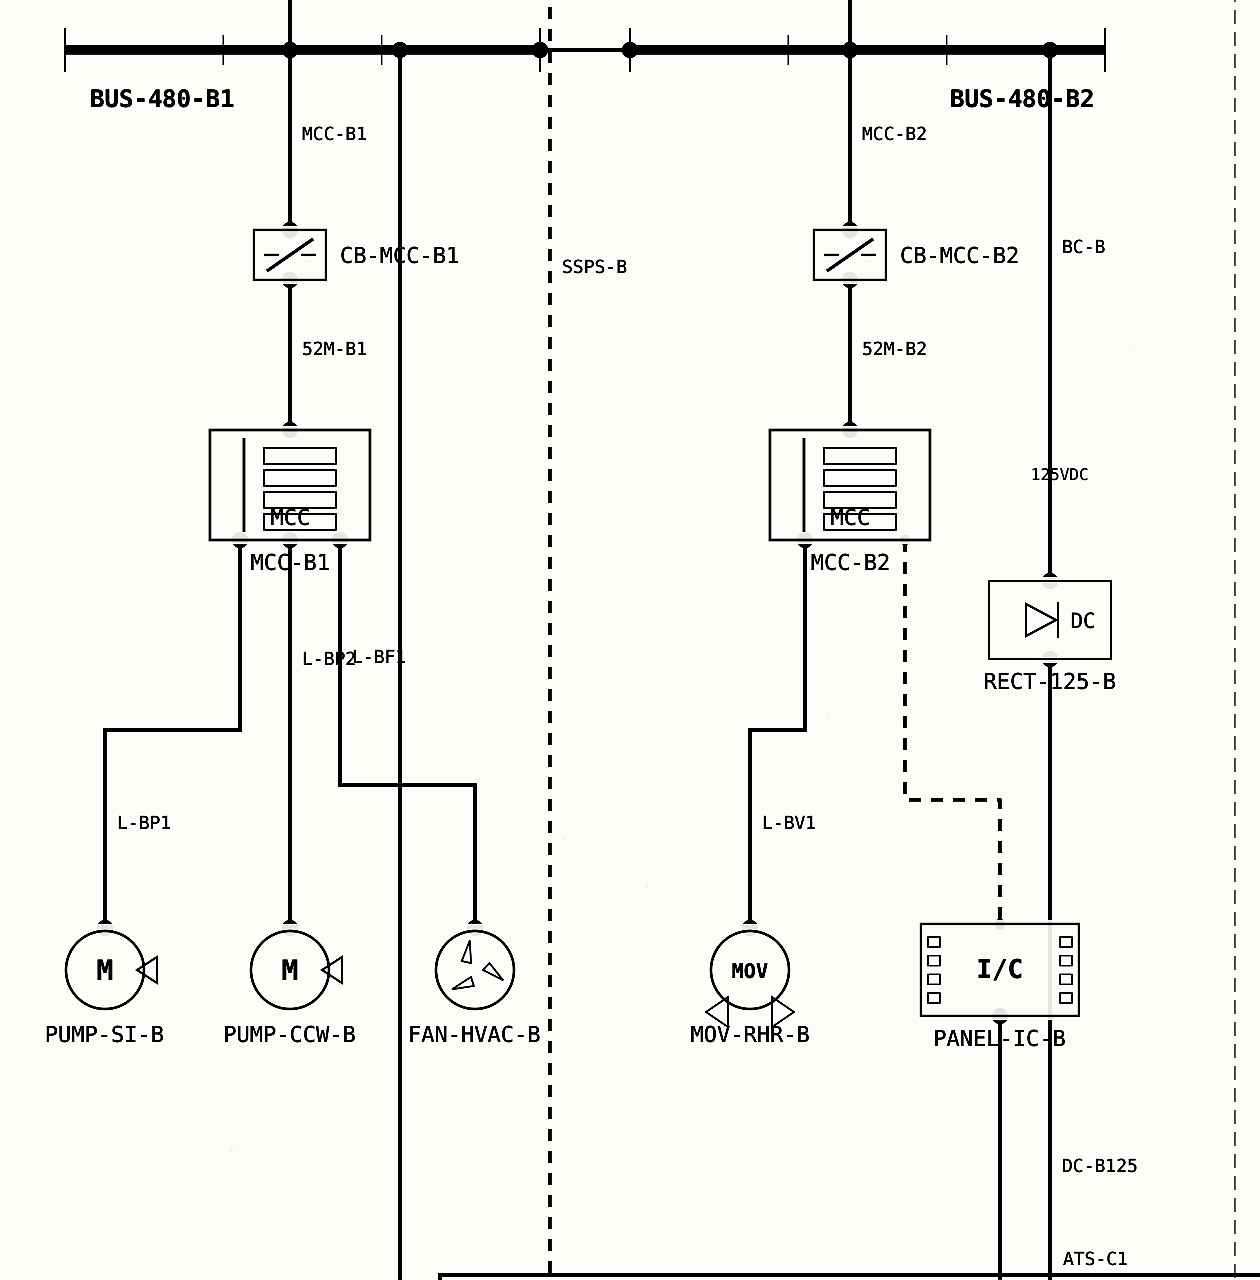 BUS-480-B1
BUS-480-B2
MCC-B1
MCC-B2
BC-B
CB-MCC-B1
SSPS-B
CB-MCC-B2
52M-B1
52M-B2
125VDC
MCC
MCC
MCC-B1
MCC-B2
DC
L-BP2
L-BF1
RECT-125-B
L-BP1
L-BV1
M
M
MOV
I/C
PUMP-SI-B
PUMP-CCW-B
FAN-HVAC-B
MOV-RHR-B
PANEL-IC-B
DC-B125
ATS-C1